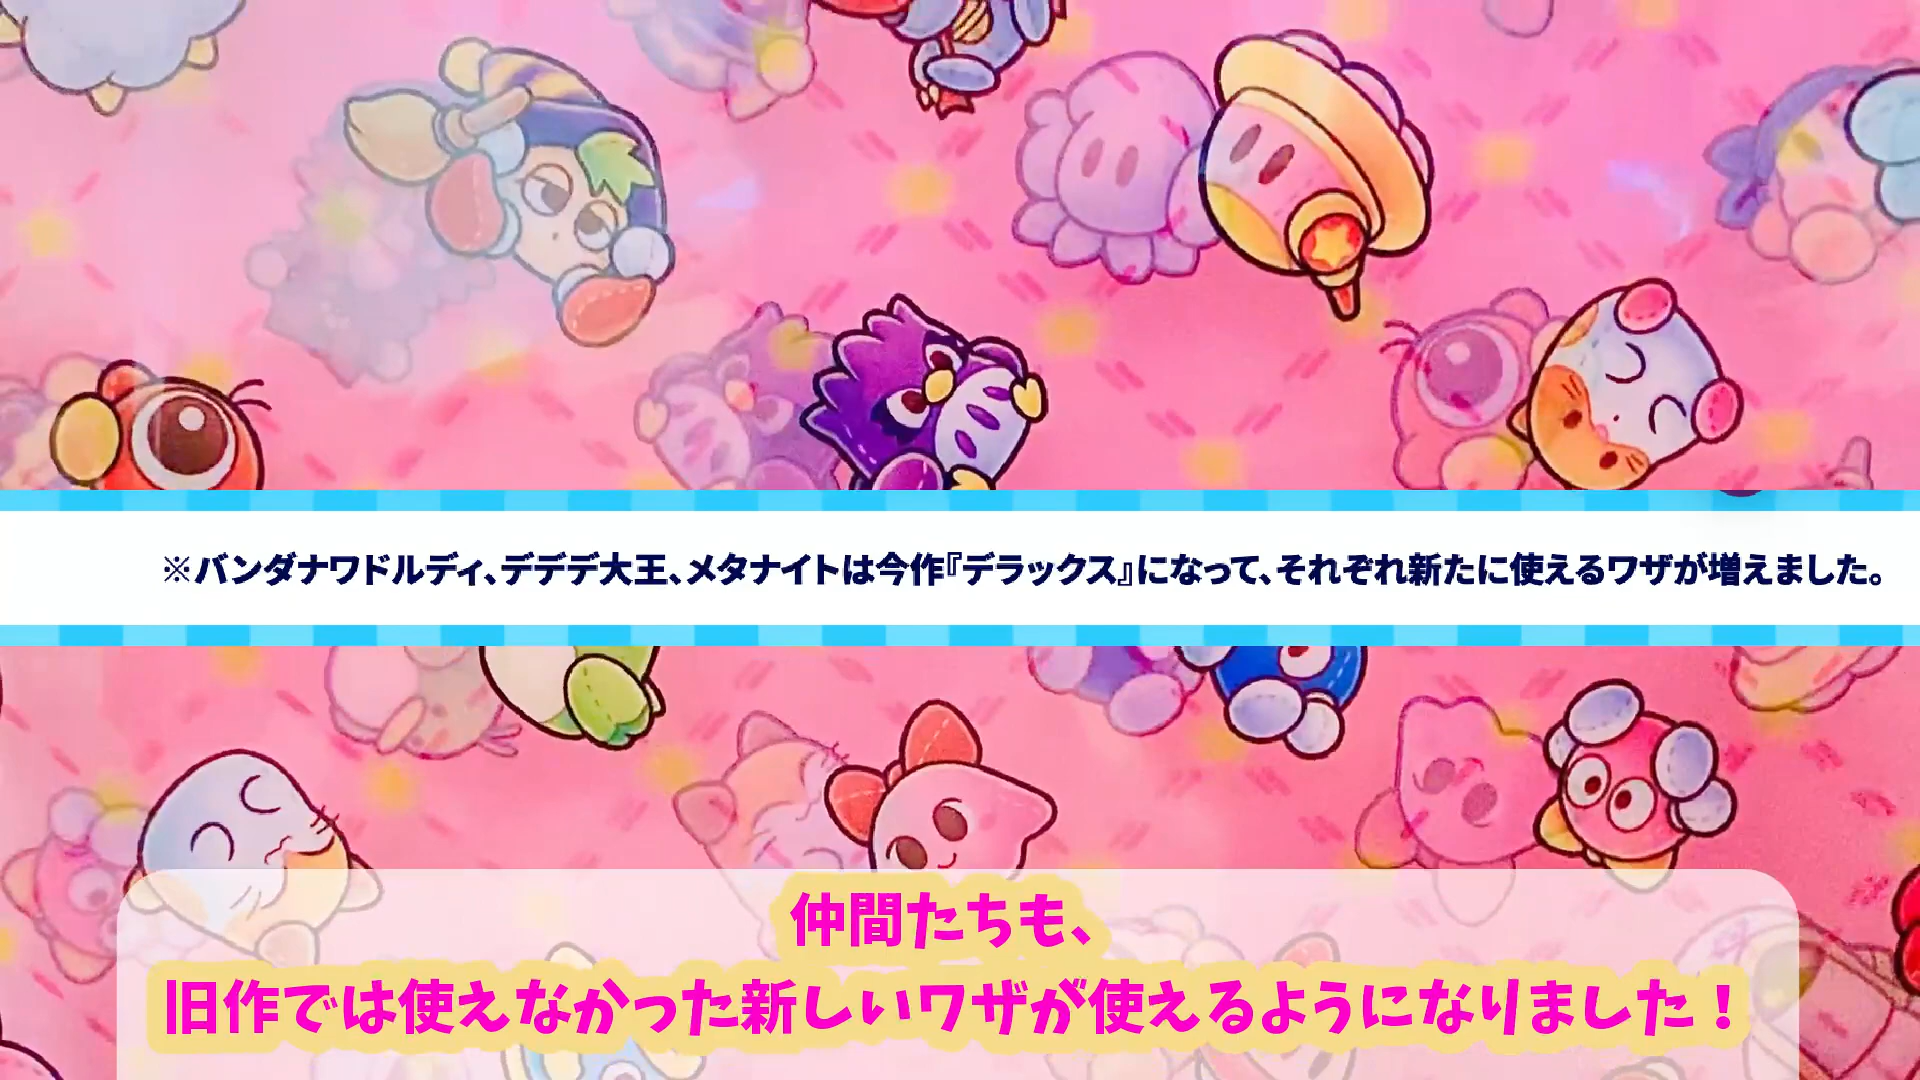 ※バンダナワドルディ、デデデ大王、メタナイトは今作『デラックス』になって、それぞれ新たに使えるワザが増えました。
仲間たちも、
旧作では使えなかった新しいワザが使えるようになりました！